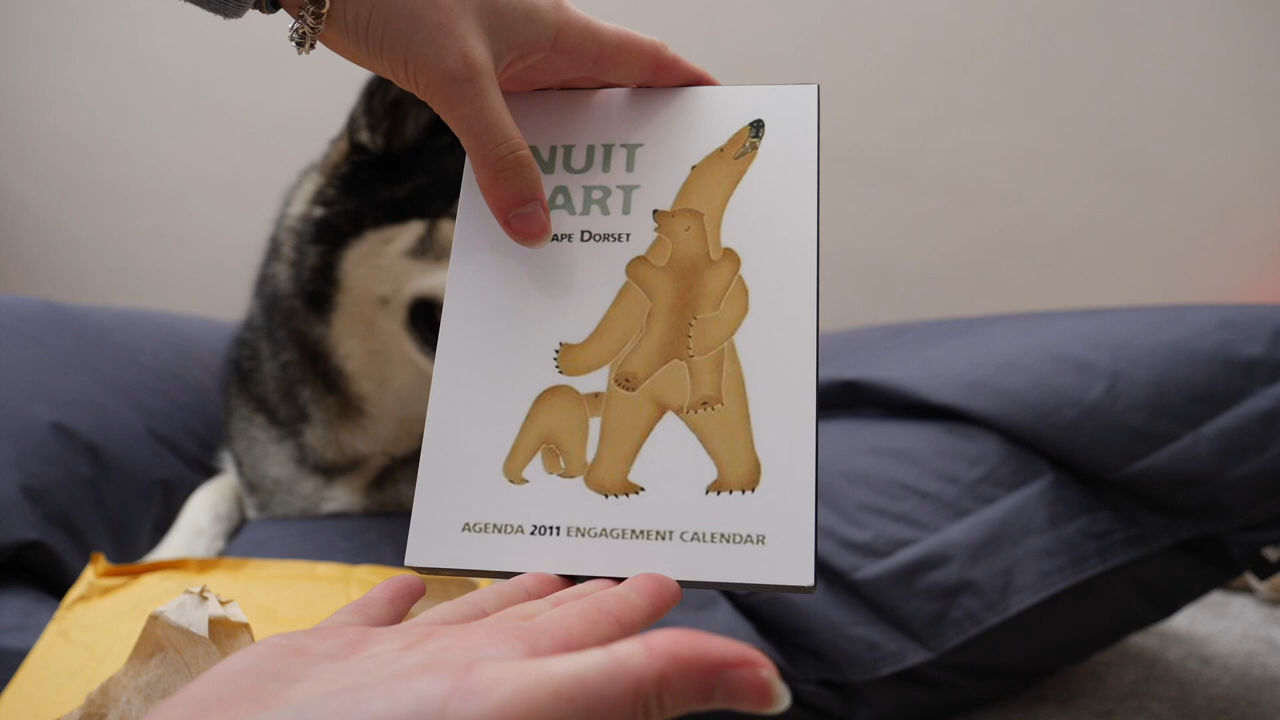 NUIT
ART
APE DORSET
AGENDA 2011 ENGAGEMENT CALENDAR